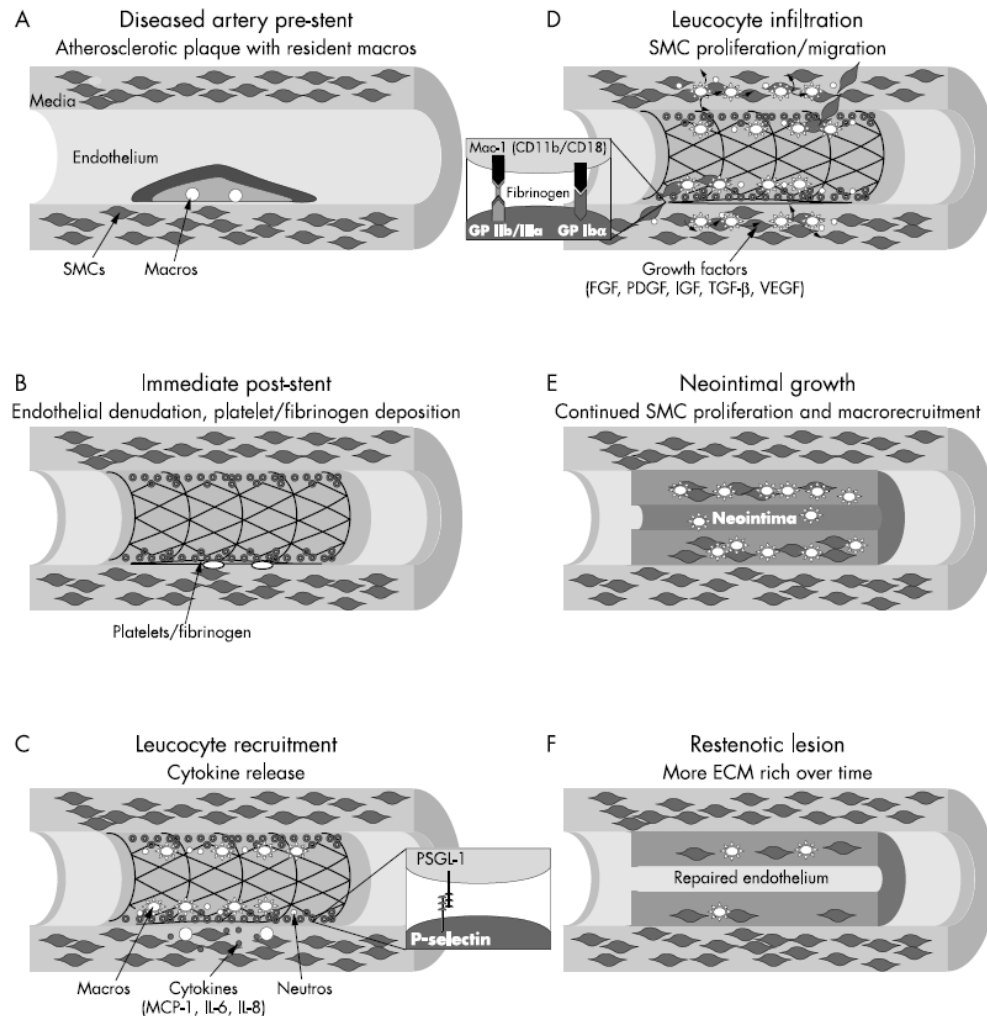 A
Diseased artery pre-stent
Atherosclerotic plaque with resident macros
Media
Endothelium
SMCs
Macros
B
Immediate post-stent
Endothelial denudation, platelet/fibrinogen deposition
Platelets/fibrinogen
C
Leucocyte recruitment
Cytokine release
PSGL-1
P-selectin
Macros
Cytokines
(MCP-1, IL-6, IL-8)
Neutros
D
Leucocyte infiltration
SMC proliferation/migration
Mac-1 (CD11b/CD18)
Fibrinogen
GP IIb/IIIa
GP Ibα
Growth factors
(FGF, PDGF, IGF, TGF-β, VEGF)
E
Neointimal growth
Continued SMC proliferation and macrorecruitment
Neointima
F
Restenotic lesion
More ECM rich over time
Repaired endothelium